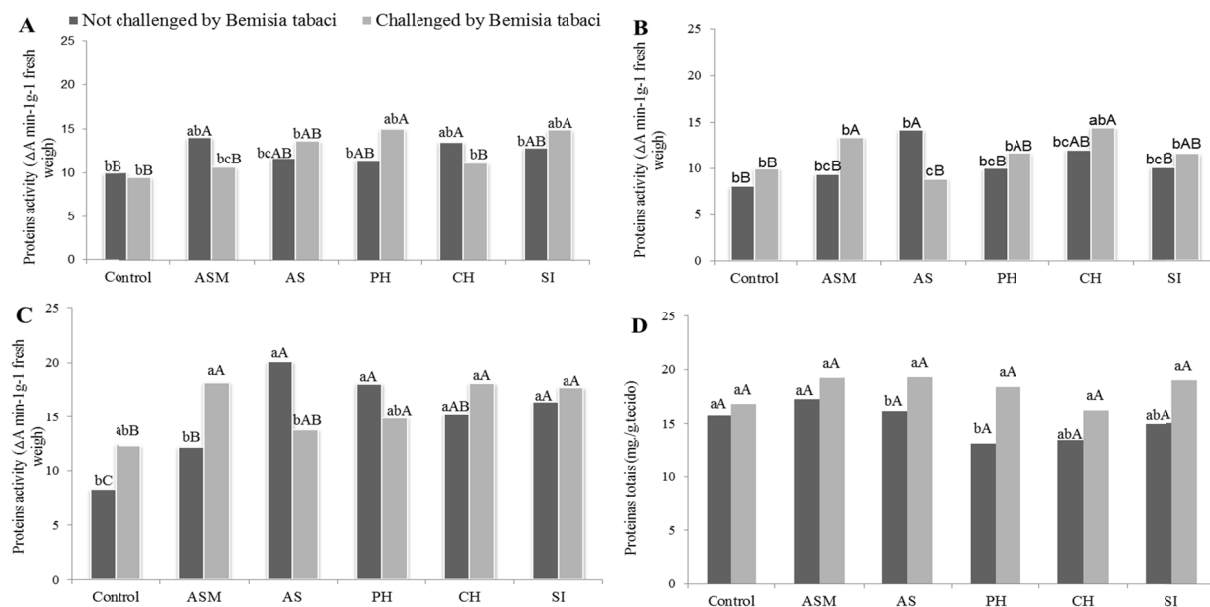 A
■ Not challenged by Bemisia tabaci ■ Challenged by Bemisia tabaci
Proteins activity (△A min-1g-1 fresh
weigh)
25
20
15
10
5
0
bB bB abA bcB bcAB bAB bAB abA abA bB bAB abA
Control ASM AS PH CH SI
B
Proteins activity (△A min-1g-1 fresh
weigh)
25
20
15
10
5
0
bB bB bcB bA bA cB bcB bAB bcAB abA bcB bAB
Control ASM AS PH CH SI
C
Proteins activity (△A min-1g-1 fresh
weigh)
25
20
15
10
5
0
bC abB bB aA aA bAB aA abA aAB aA aA aA
Control ASM AS PH CH SI
D
Proteinas totais (mg./g.tecido)
25
20
15
10
5
0
aA aA aA aA bA aA bA aA abA aA abA aA
Control ASM AS PH CH SI